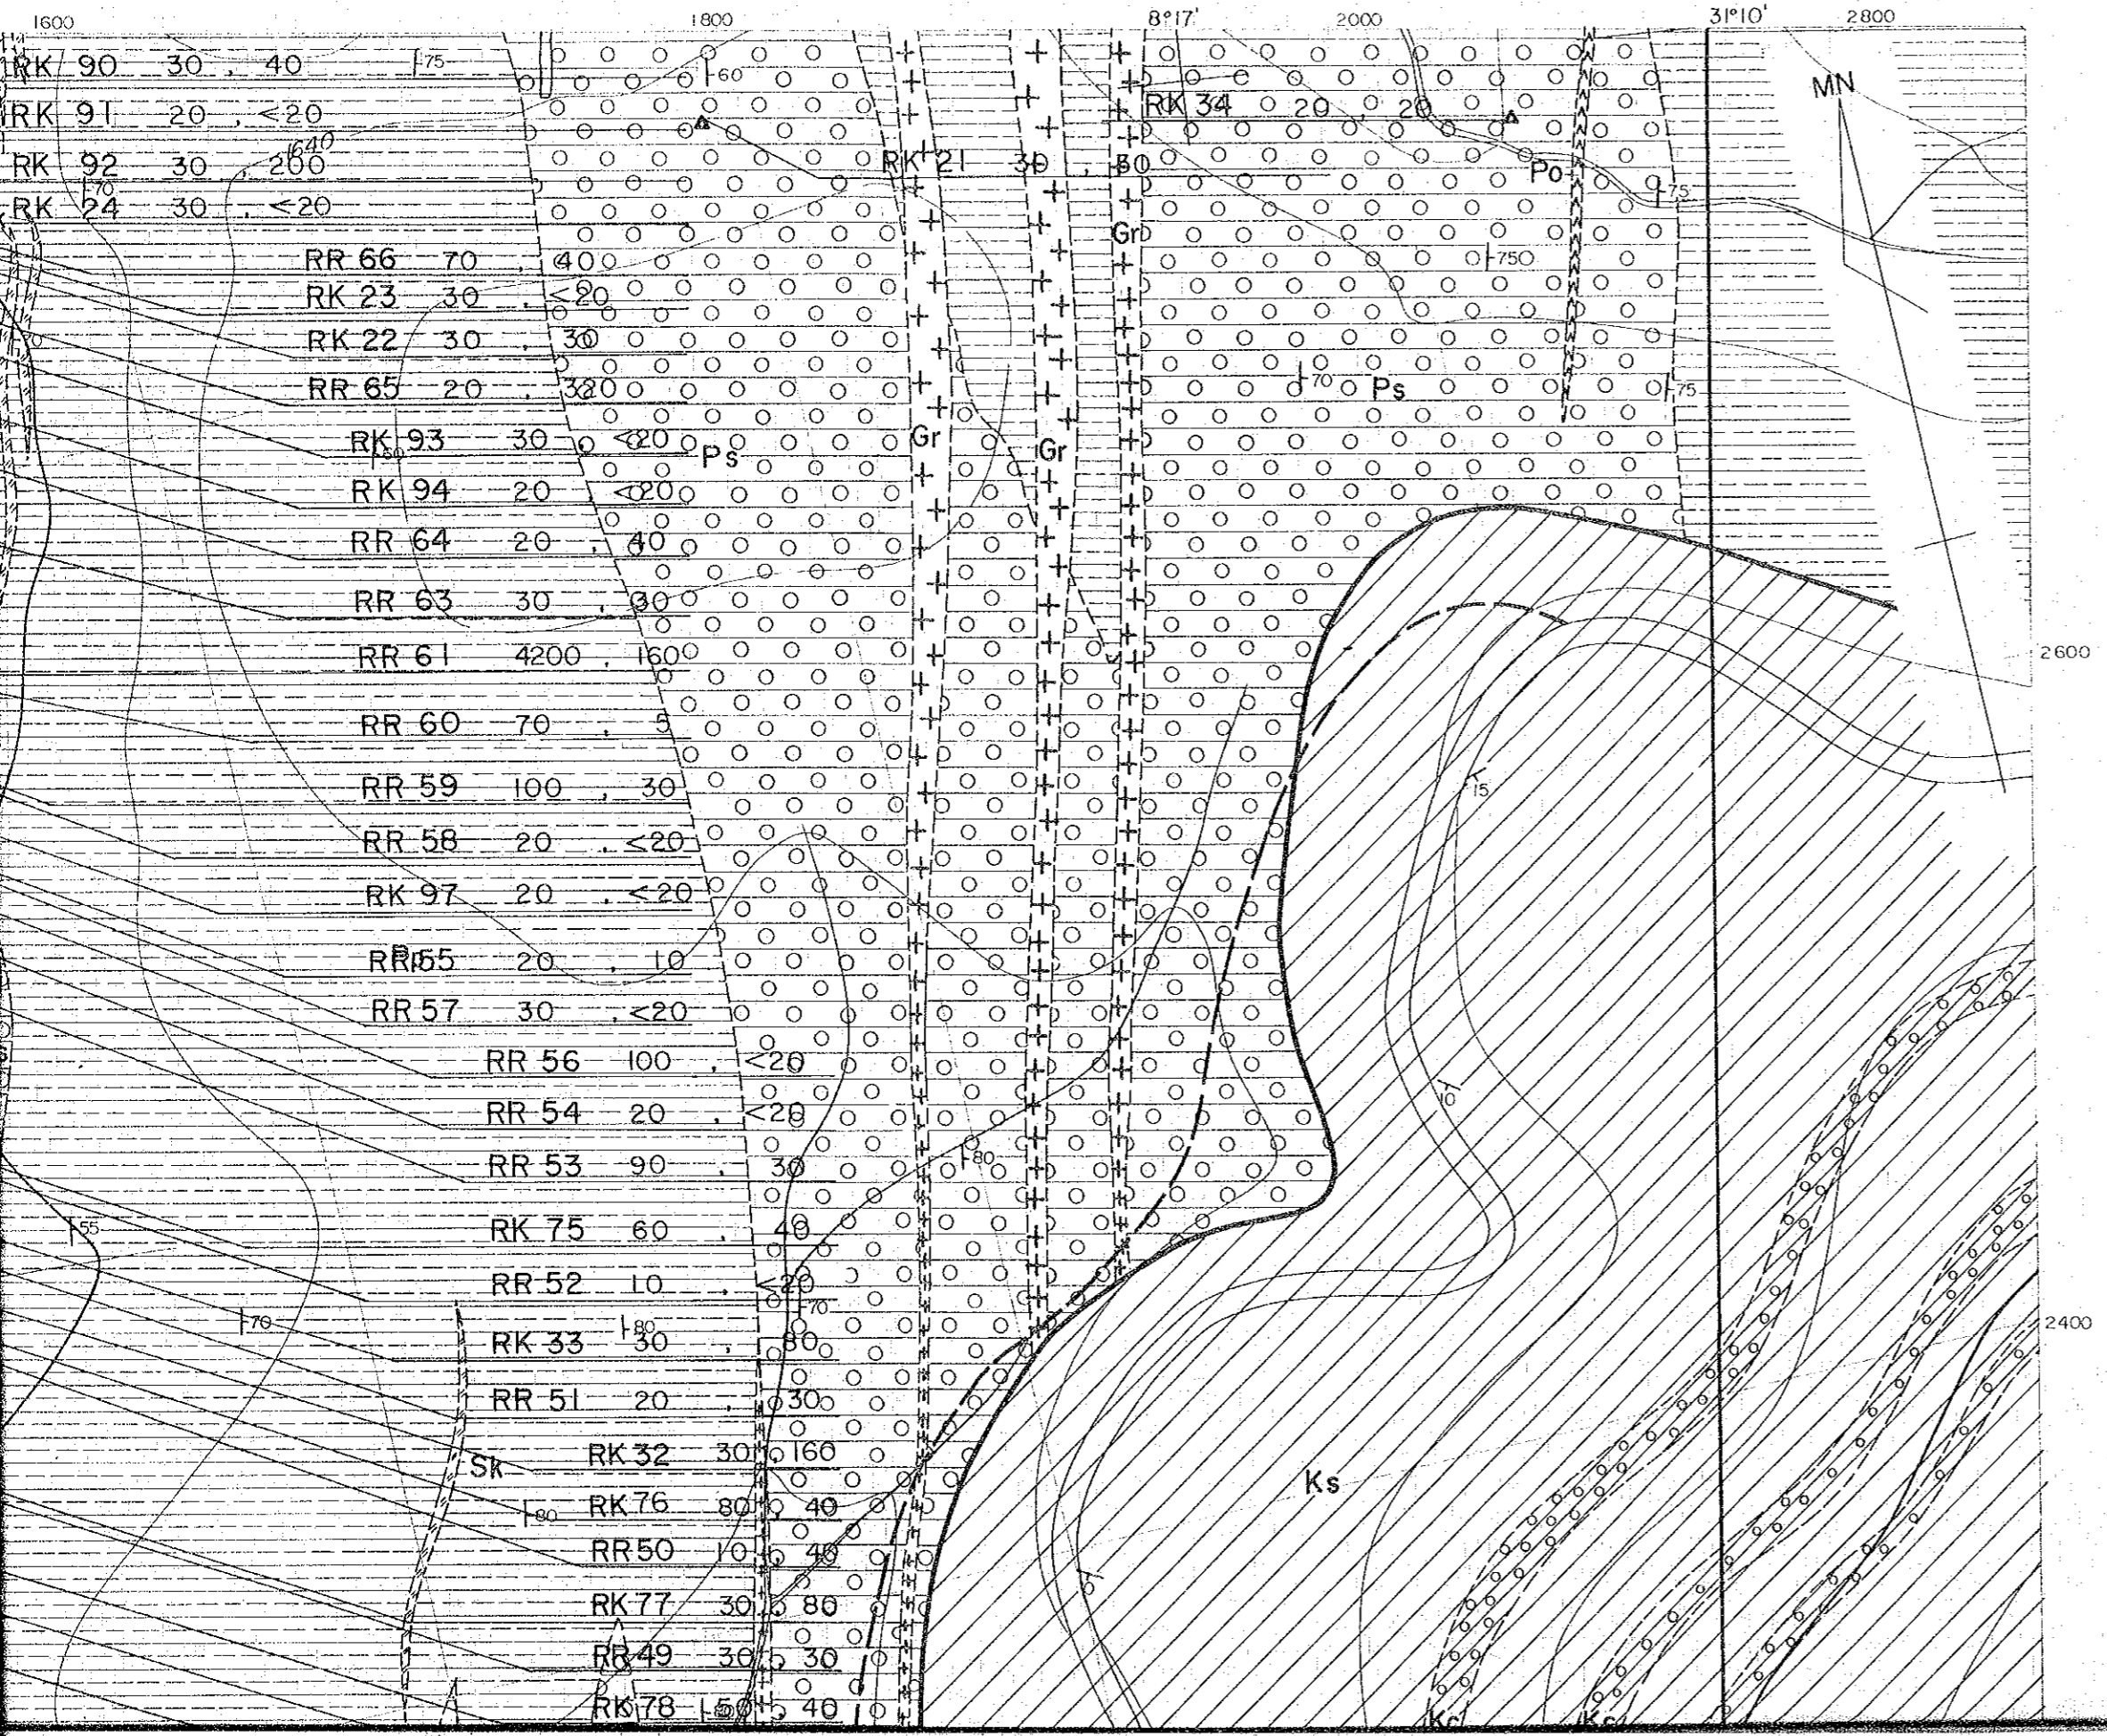 1600 1800 8°17' 2000 31°10' 2800
RK 90 30 , 40
75
60
MN
RK 91 20 , <20
RK 34 20 , 20
640
RK 92 30 , 200
RK 21 30 , 30
Po
70
75
RK 24 30 , <20
Gr
RR 66 70 , 40
75
RK 23 30 , <20
RK 22 30 , 30
RR 65 20 , 320
70 Ps
75
RK 93 30 , <20
Gr
Gr
Ps
RK 94 20 , <20
RR 64 20 , 40
RR 63 30 , 30
RR 61 4200 , 160
2600
RR 60 70 , 5
RR 59 100 , 30
15
RR 58 20 , <20
RK 97 20 , <20
20 , 10
RR 57 30 , <20
RR 56 100 , <20
10
RR 54 20 , <20
RR 53 90 , 30
80
55
RK 75 60 , 40
RR 52 10 , <20
70
70
80
2400
RK 33 30 , 80
RR 51 20 , 30
RK 32 30 , 160
Sk
Ks
RK 76 80 , 40
80
RR 50 10 , 40
RK 77 30 , 80
RR 49 30 , 30
RK 78 150 , 40